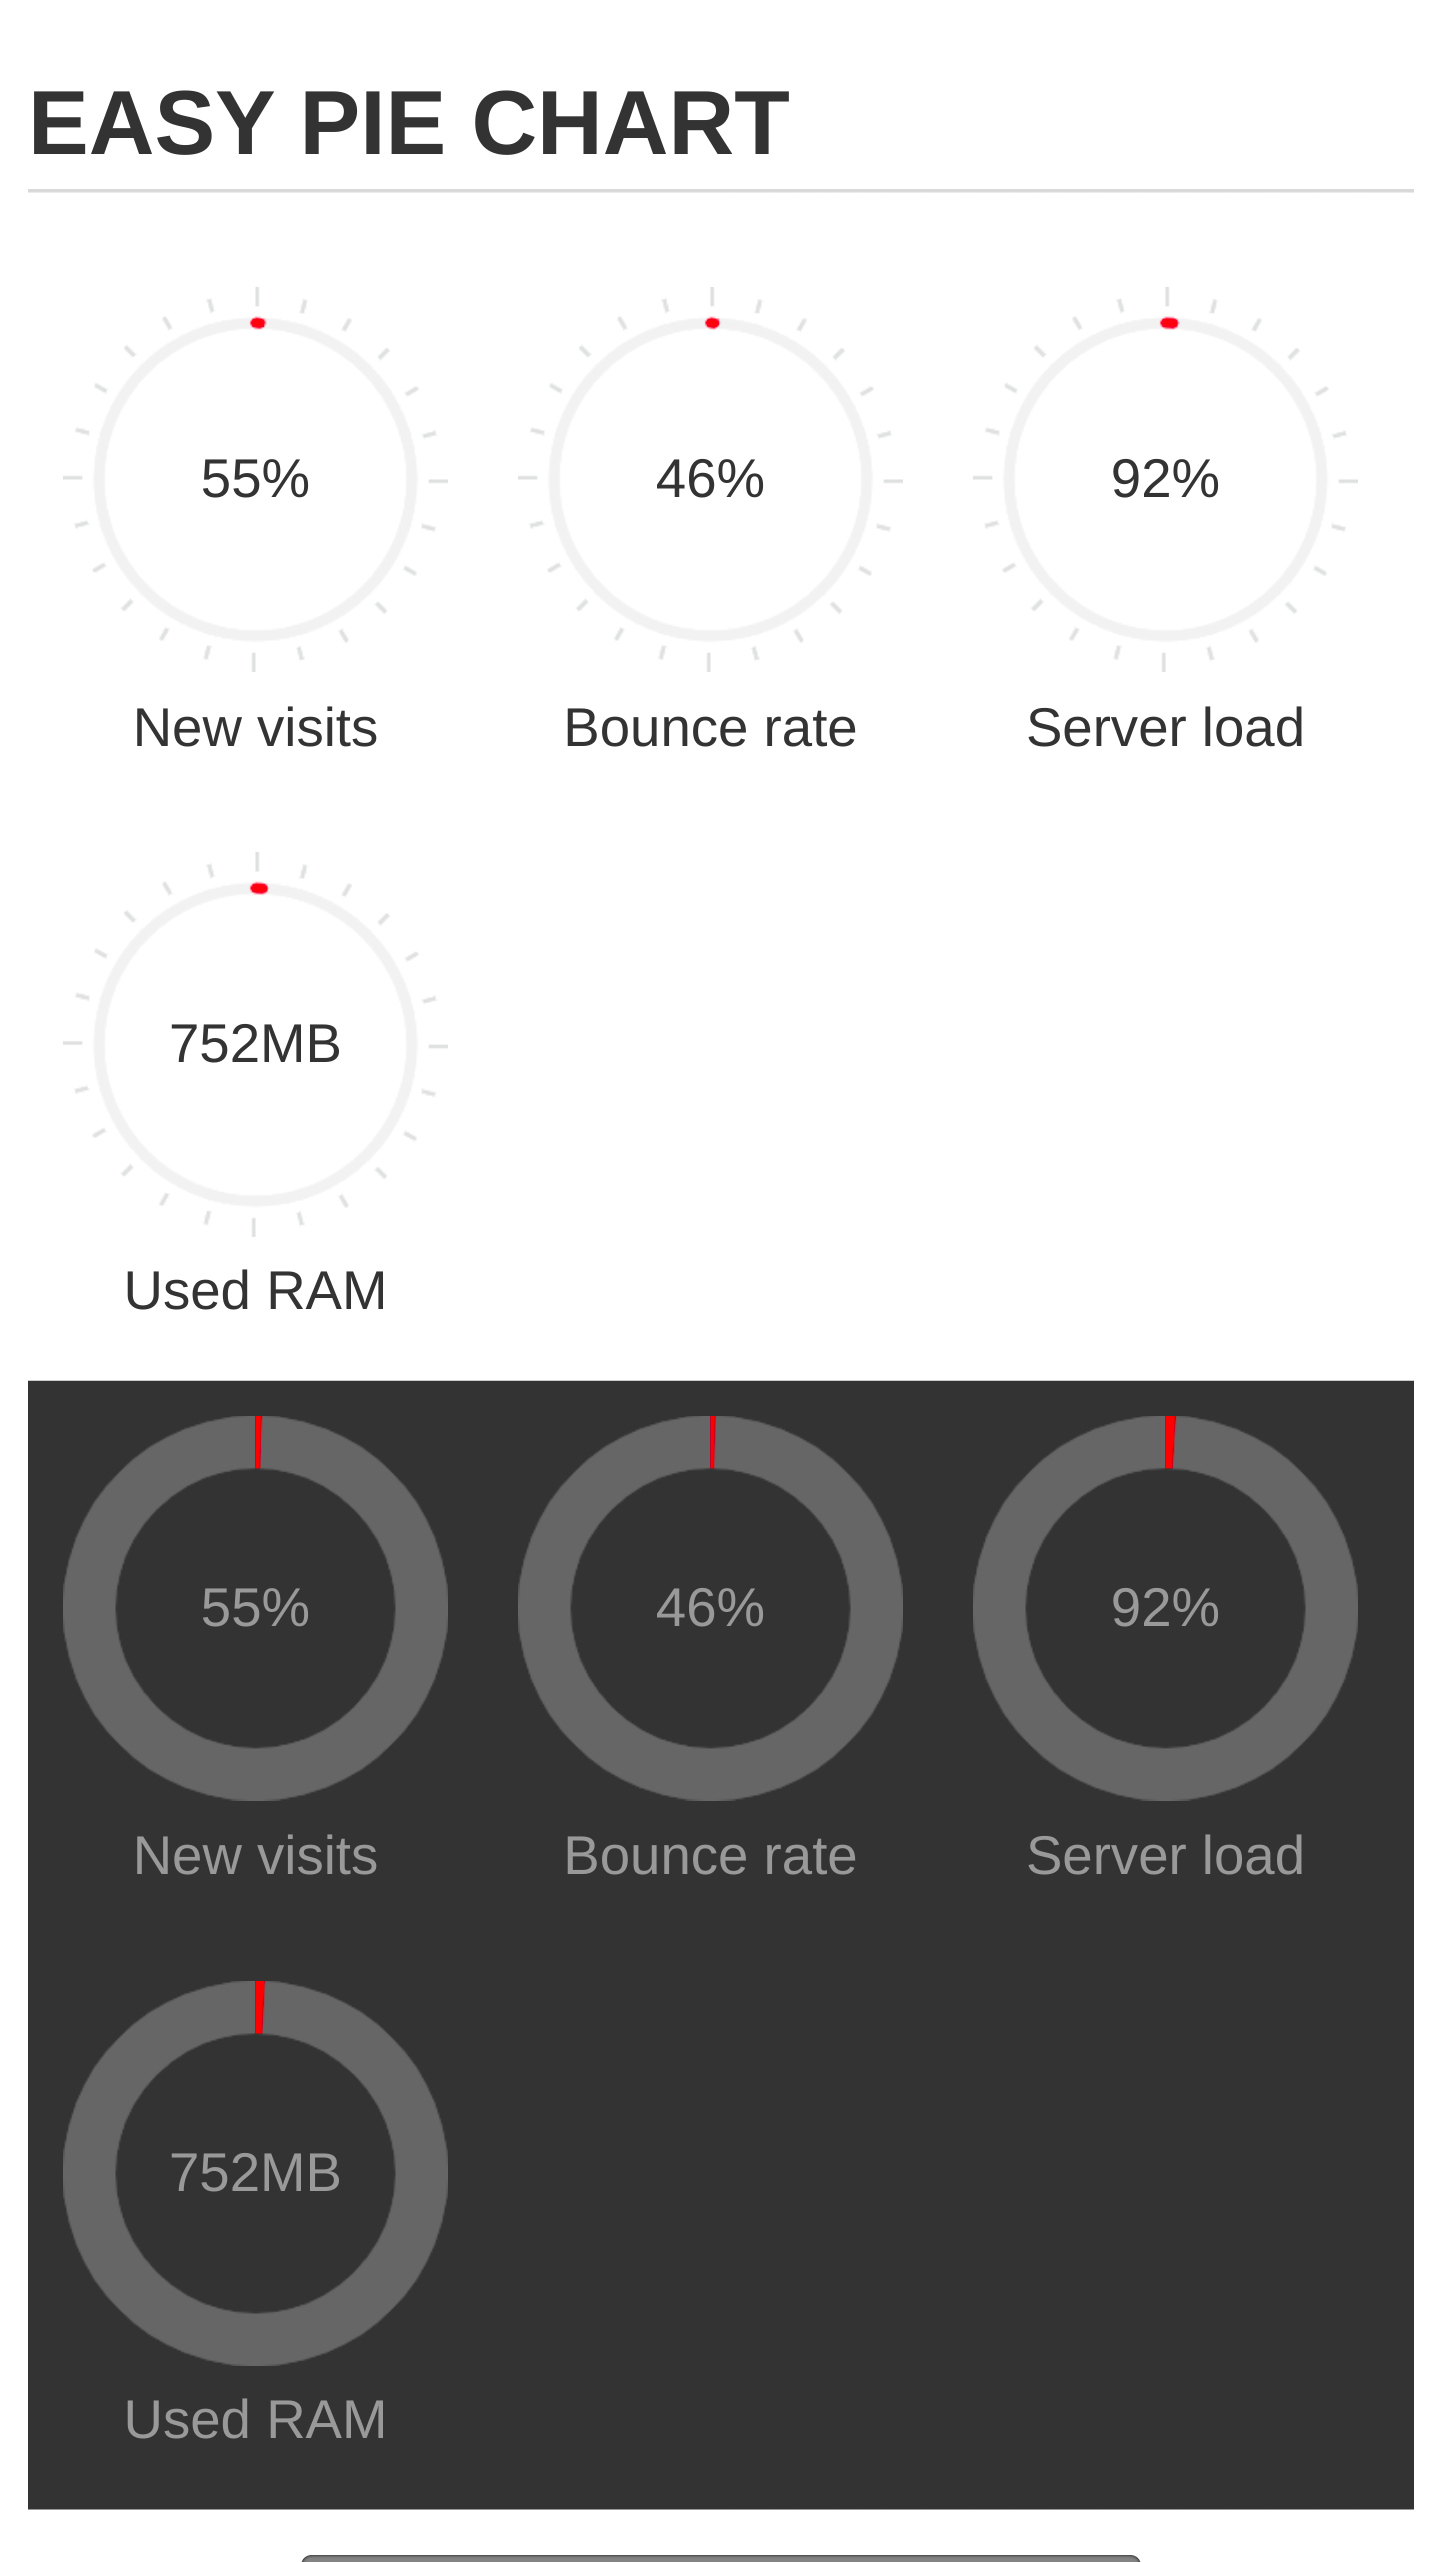 EASY PIE CHART
55%
46%
92%
New visits
Bounce rate
Server load
752MB
Used RAM
55%
46%
92%
New visits
Bounce rate
Server load
752MB
Used RAM